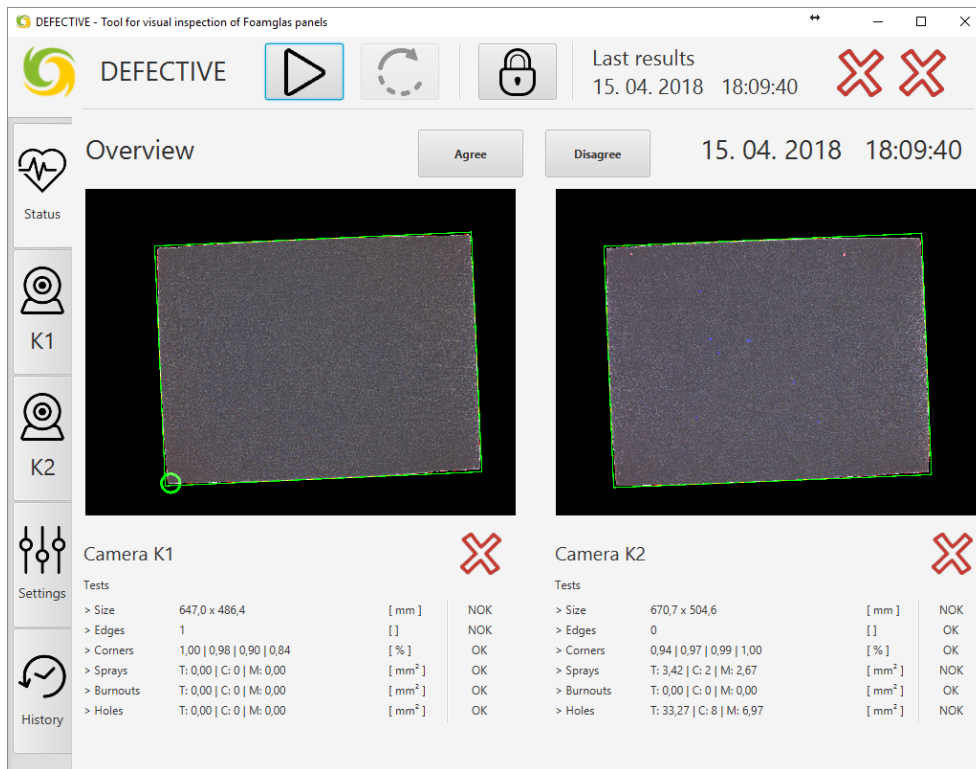 DEFECTIVE - Tool for visual inspection of Foamglas panels
DEFECTIVE
Last results
15. 04. 2018 18:09:40
Overview
Agree
Disagree
15. 04. 2018 18:09:40
Status
K1
K2
Settings
History
Camera K1
Tests
> Size 647,0 x 486,4 [ mm ] NOK
> Edges 1 [] NOK
> Corners 1,00 | 0,98 | 0,90 | 0,84 [ % ] OK
> Sprays T: 0,00 | C: 0 | M: 0,00 [ mm² ] OK
> Burnouts T: 0,00 | C: 0 | M: 0,00 [ mm² ] OK
> Holes T: 0,00 | C: 0 | M: 0,00 [ mm² ] OK
Camera K2
Tests
> Size 670,7 x 504,6 [ mm ] NOK
> Edges 0 [] OK
> Corners 0,94 | 0,97 | 0,99 | 1,00 [ % ] OK
> Sprays T: 3,42 | C: 2 | M: 2,67 [ mm² ] NOK
> Burnouts T: 0,00 | C: 0 | M: 0,00 [ mm² ] OK
> Holes T: 33,27 | C: 8 | M: 6,97 [ mm² ] NOK